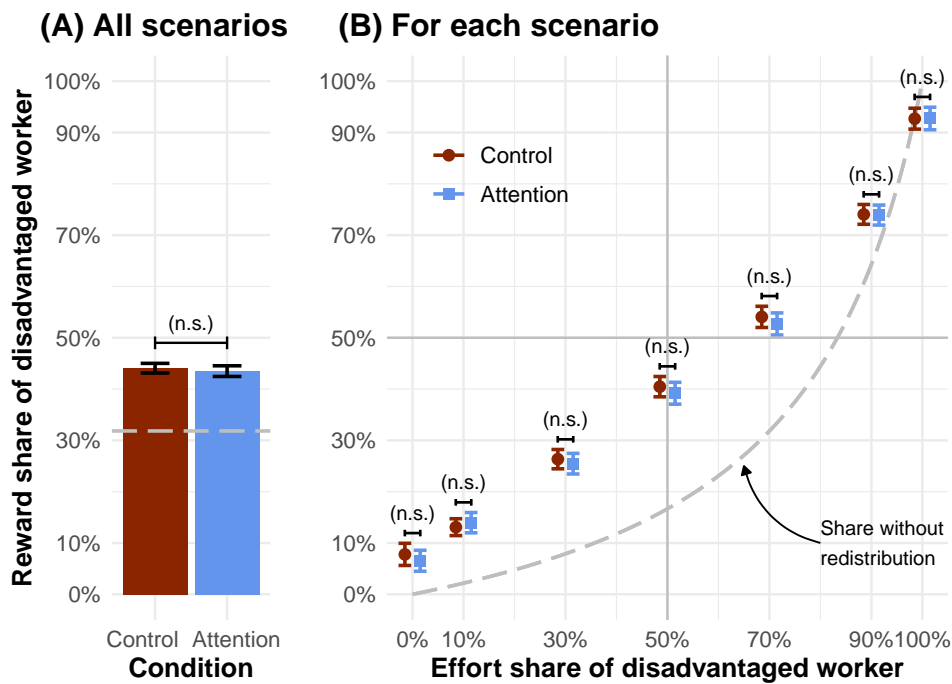 (A) All scenarios
(B) For each scenario
Reward share of disadvantaged worker
100%
90%
70%
50%
30%
10%
0%
(n.s.)
Control
Attention
Condition
100%
90%
70%
50%
30%
10%
0%
Control
Attention
(n.s.)
(n.s.)
(n.s.)
(n.s.)
(n.s.)
(n.s.)
(n.s.)
Share without
redistribution
0%
10%
30%
50%
70%
90%
100%
Effort share of disadvantaged worker